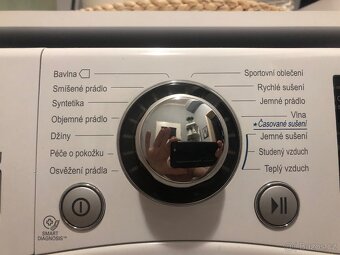 Bavlna
Smíšené prádlo
Syntetika
Objemné prádlo
Džíny
Péče o pokožku
Osvěžení prádla
Sportovní oblečení
Rychlé sušení
Jemné prádlo
Vlna
*Časované sušení
Jemné sušení
Studený vzduch
Teplý vzduch
SMART
DIAGNOSIS™